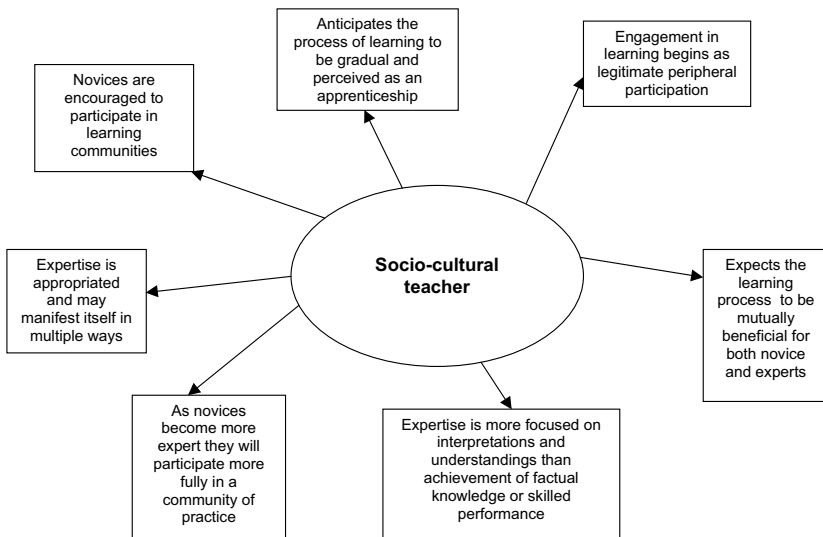 Anticipates the
process of learning to
be gradual and
perceived as an
apprenticeship
Engagement in
learning begins as
legitimate peripheral
participation
Novices are
encouraged to
participate in
learning
communities
Socio-cultural
teacher
Expertise is
appropriated and
and may
manifest itself in
multiple ways
Expects the
learning
process to be
mutually
beneficial for
both novice
and experts
As novices
become more
expert they will
participate more
fully in a
community of
practice
Expertise is more focused on
interpretations and
understandings than
achievement of factual
knowledge or skilled
performance